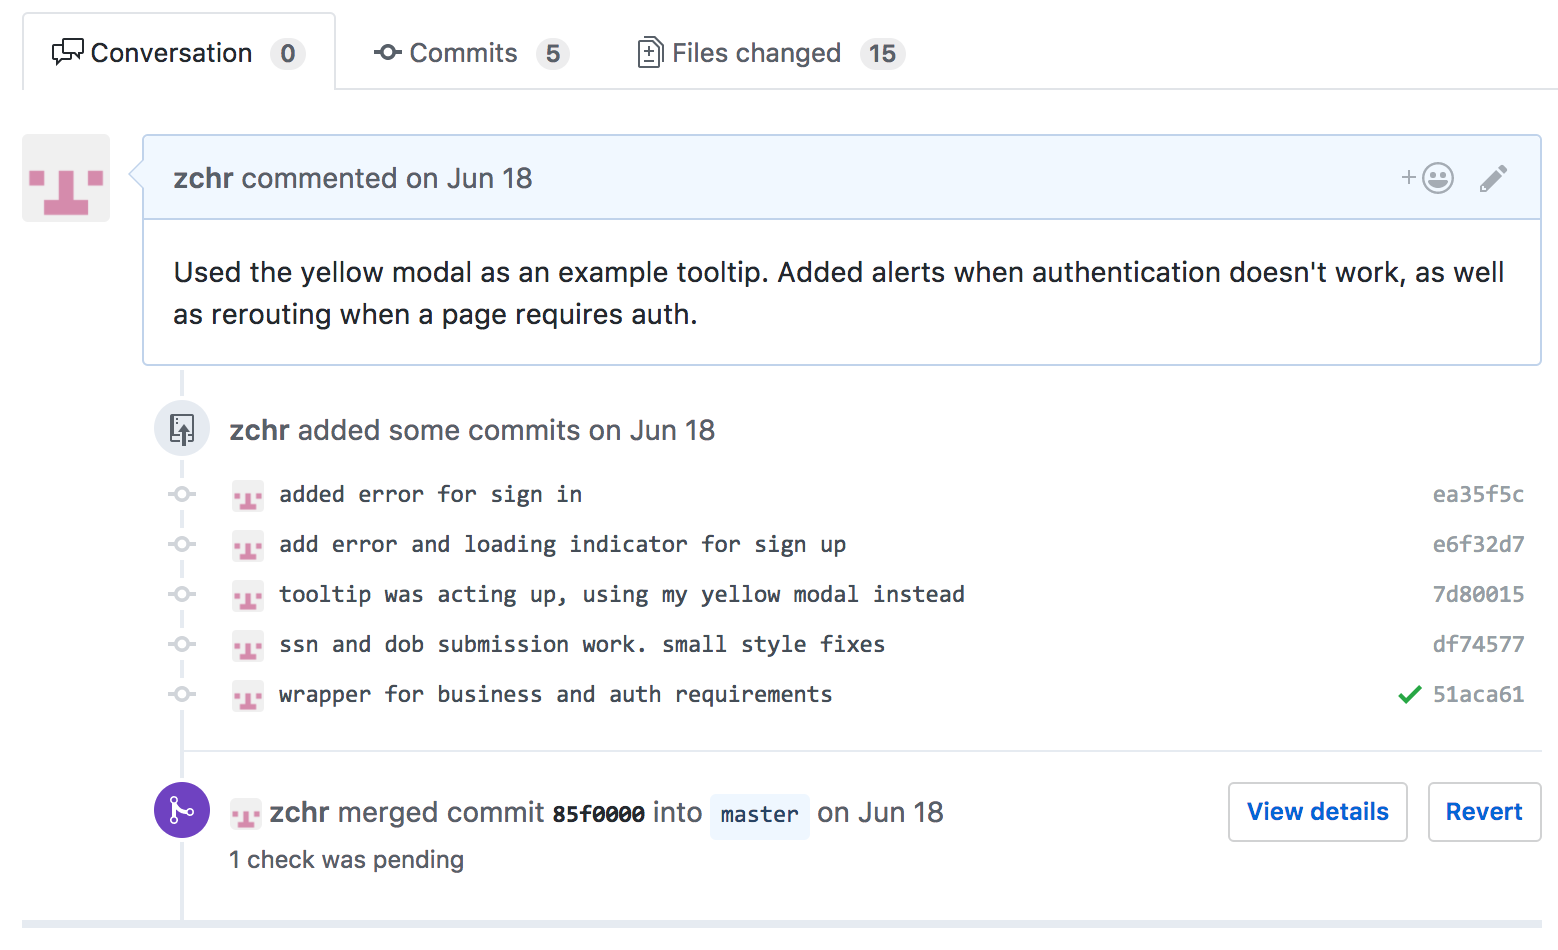 Conversation 0 Commits 5 Files changed 15
zchr commented on Jun 18
Used the yellow modal as an example tooltip. Added alerts when authentication doesn't work, as well
as rerouting when a page requires auth.
zchr added some commits on Jun 18
added error for sign in ea35f5c
add error and loading indicator for sign up e6f32d7
tooltip was acting up, using my yellow modal instead 7d80015
ssn and dob submission work. small style fixes df74577
wrapper for business and auth requirements 51aca61
zchr merged commit 85f0000 into master on Jun 18 View details Revert
1 check was pending